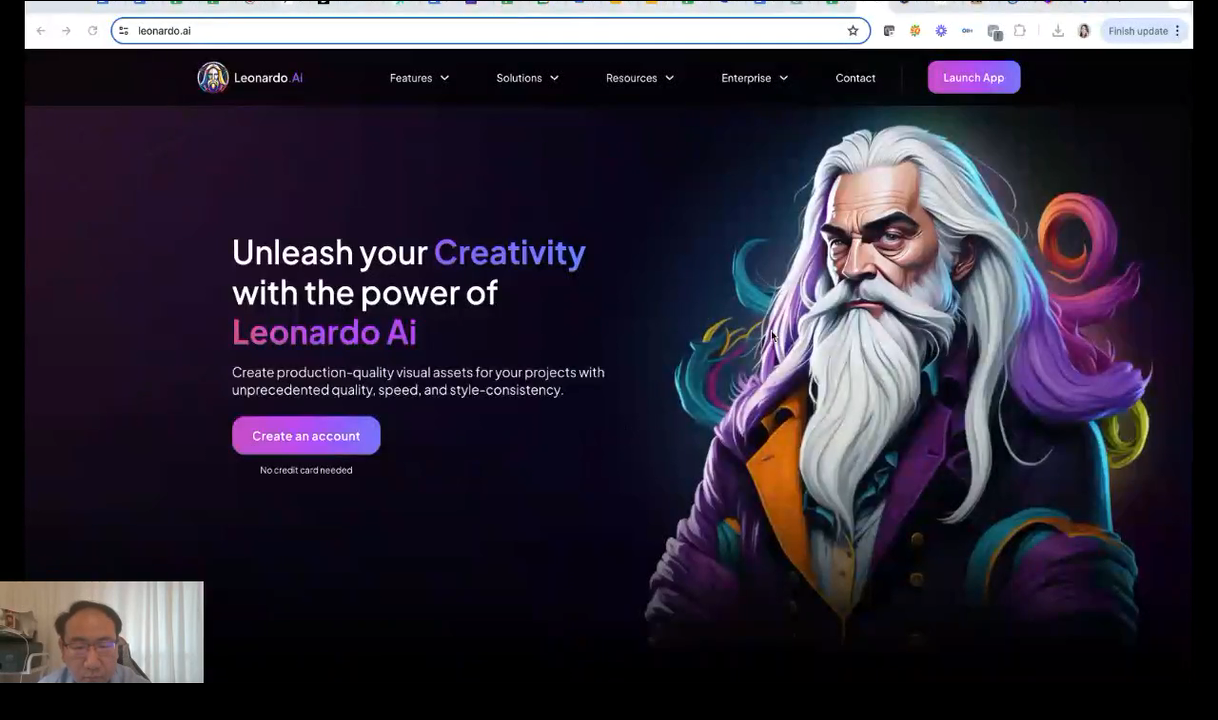 leonardo.ai
Finish update
Leonardo.Ai
Features
Solutions
Resources
Enterprise
Contact
Launch App
Unleash your Creativity
with the power of
Leonardo Ai
Create production-quality visual assets for your projects with
unprecedented quality, speed, and style-consistency.
Create an account
No credit card needed